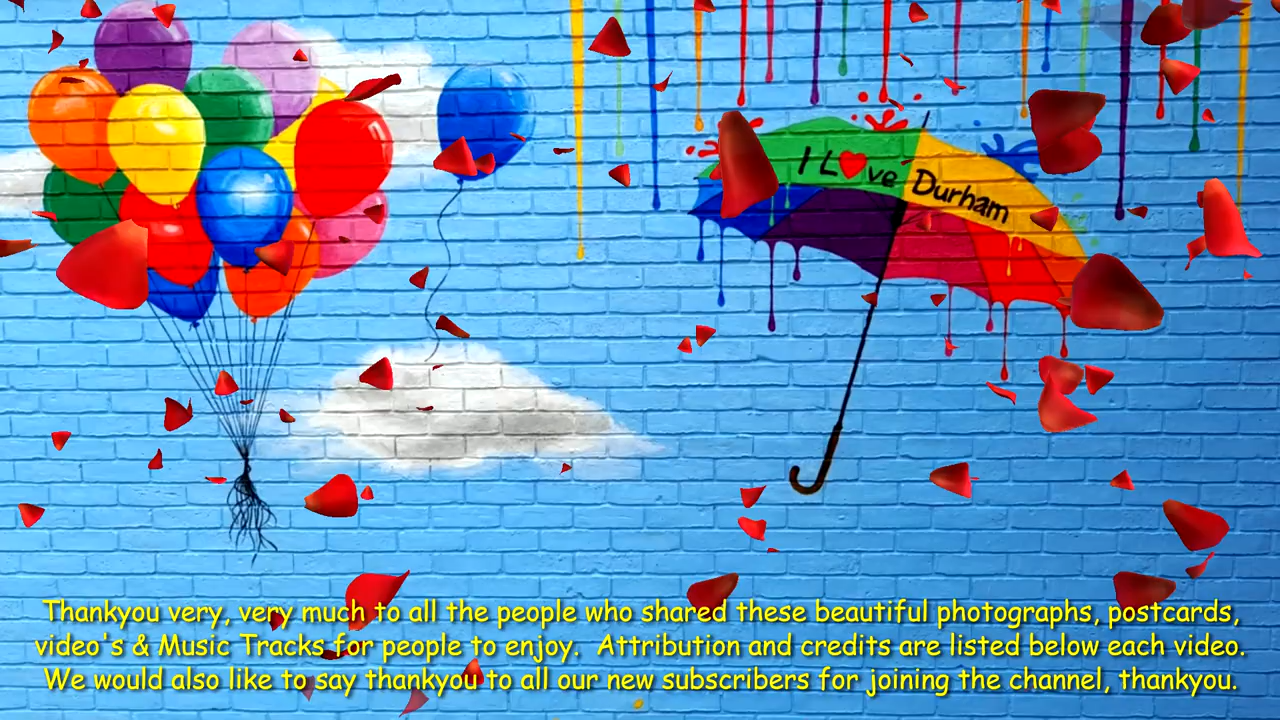 I Love Durham
Thankyou very, very much to all the people who shared these beautiful photographs, postcards,
video's & Music Tracks for people to enjoy. Attribution and credits are listed below each video.
We would also like to say thankyou to all our new subscribers for joining the channel, thankyou.